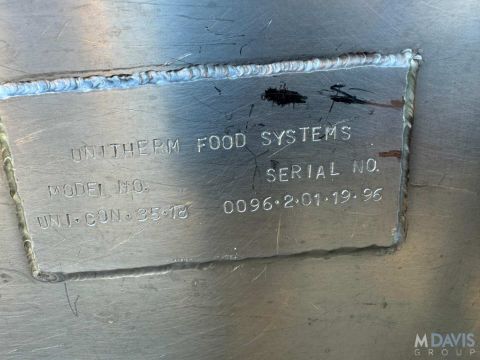 UNITHERM FOOD SYSTEMS
MODEL NO. SERIAL NO.
UNI·CON·35·18 0096·2·01·19·96
MDAVIS
GROUP